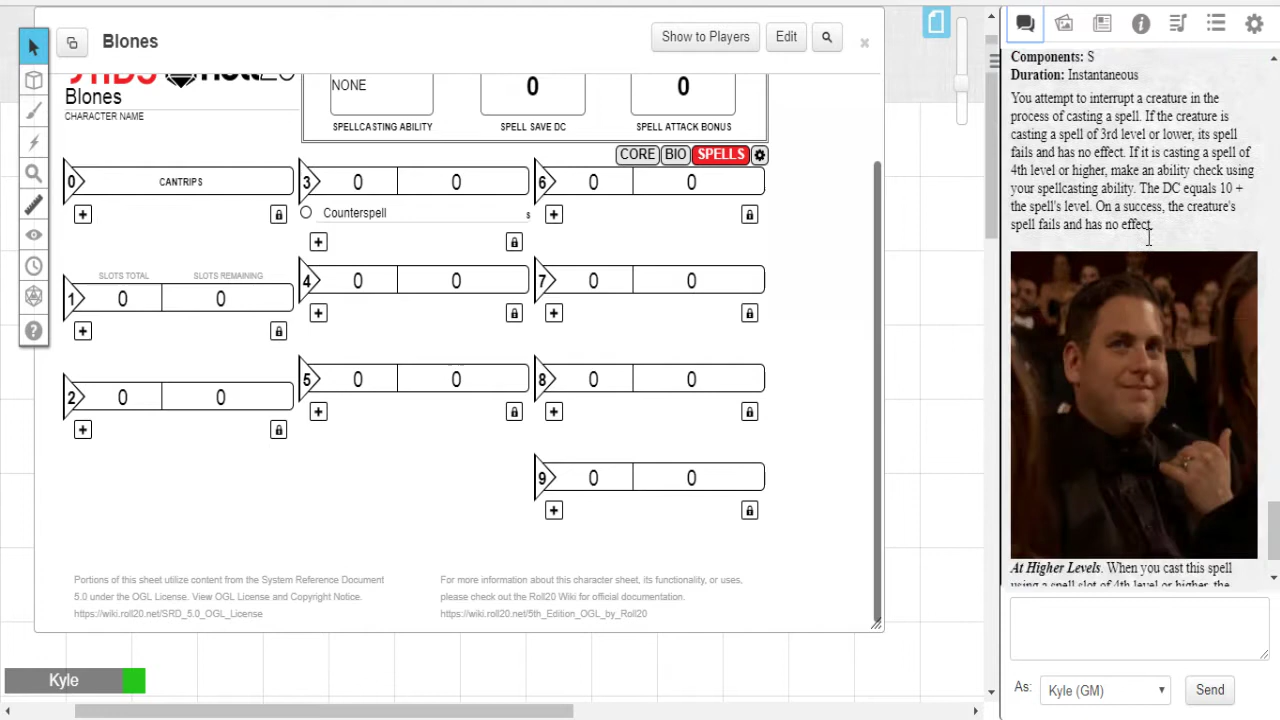 Blones
Show to Players
Edit
Blones
CHARACTER NAME
NONE
0
0
SPELLCASTING ABILITY
SPELL SAVE DC
SPELL ATTACK BONUS
CORE
BIO
SPELLS
0
CANTRIPS
+
SLOTS TOTAL
SLOTS REMAINING
1
0
0
+
2
0
0
+
3
0
0
Counterspell
s
+
4
0
0
+
5
0
0
+
6
0
0
+
7
0
0
+
8
0
0
+
9
0
0
+
Portions of this sheet utilize content from the System Reference Document
5.0 under the OGL License. View OGL License and Copyright Notice.
https://wiki.roll20.net/SRD_5.0_OGL_License
For more information about this character sheet, its functionality, or uses,
please check out the Roll20 Wiki for official documentation.
https://wiki.roll20.net/5th_Edition_OGL_by_Roll20
Kyle
Components: S
Duration: Instantaneous
You attempt to interrupt a creature in the
process of casting a spell. If the creature is
casting a spell of 3rd level or lower, its spell
fails and has no effect. If it is casting a spell of
4th level or higher, make an ability check using
your spellcasting ability. The DC equals 10 +
the spell's level. On a success, the creature's
spell fails and has no effect.
At Higher Levels. When you cast this spell
using a spell slot of 4th level or higher, the
As:
Kyle (GM)
Send